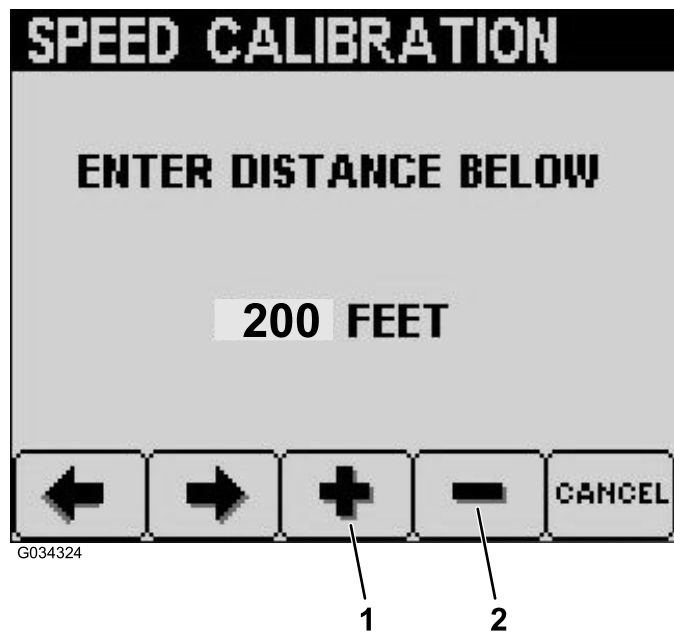 SPEED CALIBRATION
ENTER DISTANCE BELOW
200 FEET
CANCEL
G034324
1 2